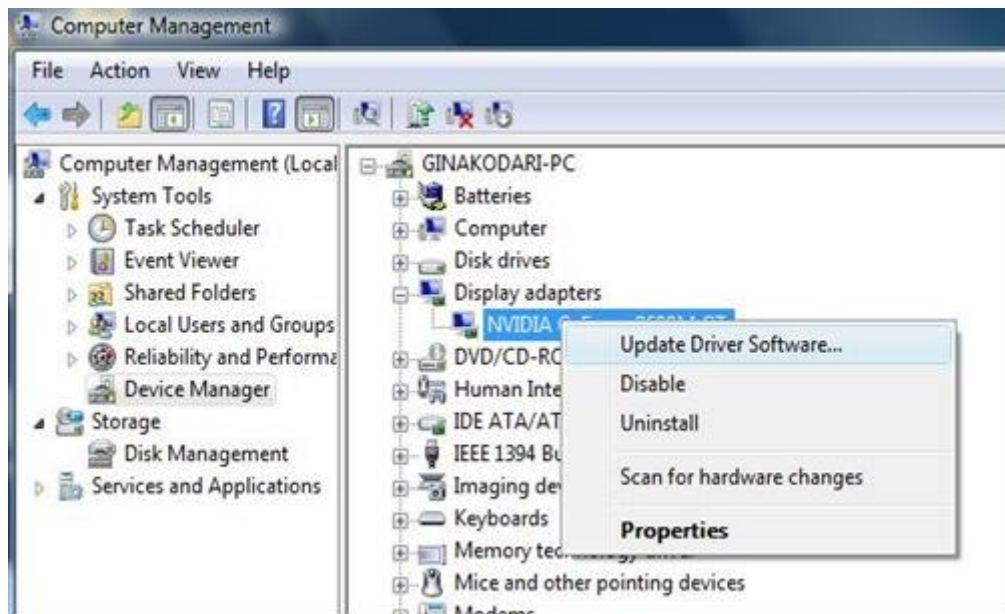 Computer Management
File Action View Help
Computer Management (Local
System Tools
Task Scheduler
Event Viewer
Shared Folders
Local Users and Groups
Reliability and Performa
Device Manager
Storage
Disk Management
Services and Applications
GINAKODARI-PC
Batteries
Computer
Disk drives
Display adapters
NVIDIA
DVD/CD-RO
Human Inte
IDE ATA/AT
IEEE 1394 Bu
Imaging de
Keyboards
Memory
Mice and other pointing devices
Modems
Update Driver Software...
Disable
Uninstall
Scan for hardware changes
Properties